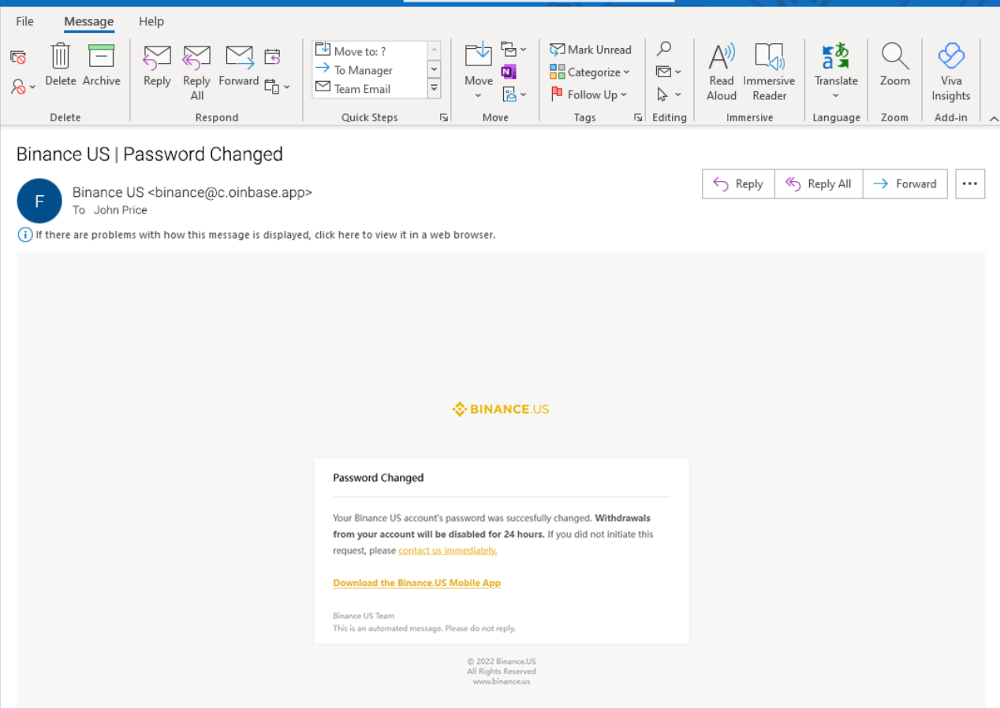 File Message Help
Delete Archive
Reply Reply All Forward
Move to: ?
To Manager
Team Email
Move
Mark Unread
Categorize
Follow Up
Read Aloud Immersive Reader
Translate
Zoom
Viva Insights
Delete Respond Quick Steps Move Tags Editing Immersive Language Zoom Add-in
Binance US | Password Changed
F
Binance US <binance@c.oinbase.app>
To John Price
Reply Reply All Forward ...
If there are problems with how this message is displayed, click here to view it in a web browser.
BINANCE.US
Password Changed
Your Binance US account's password was succesfully changed. Withdrawals
from your account will be disabled for 24 hours. If you did not initiate this
request, please contact us immediately.
Download the Binance.US Mobile App
Binance US Team
This is an automated message. Please do not reply.
© 2022 Binance.US
All Rights Reserved
www.binance.us